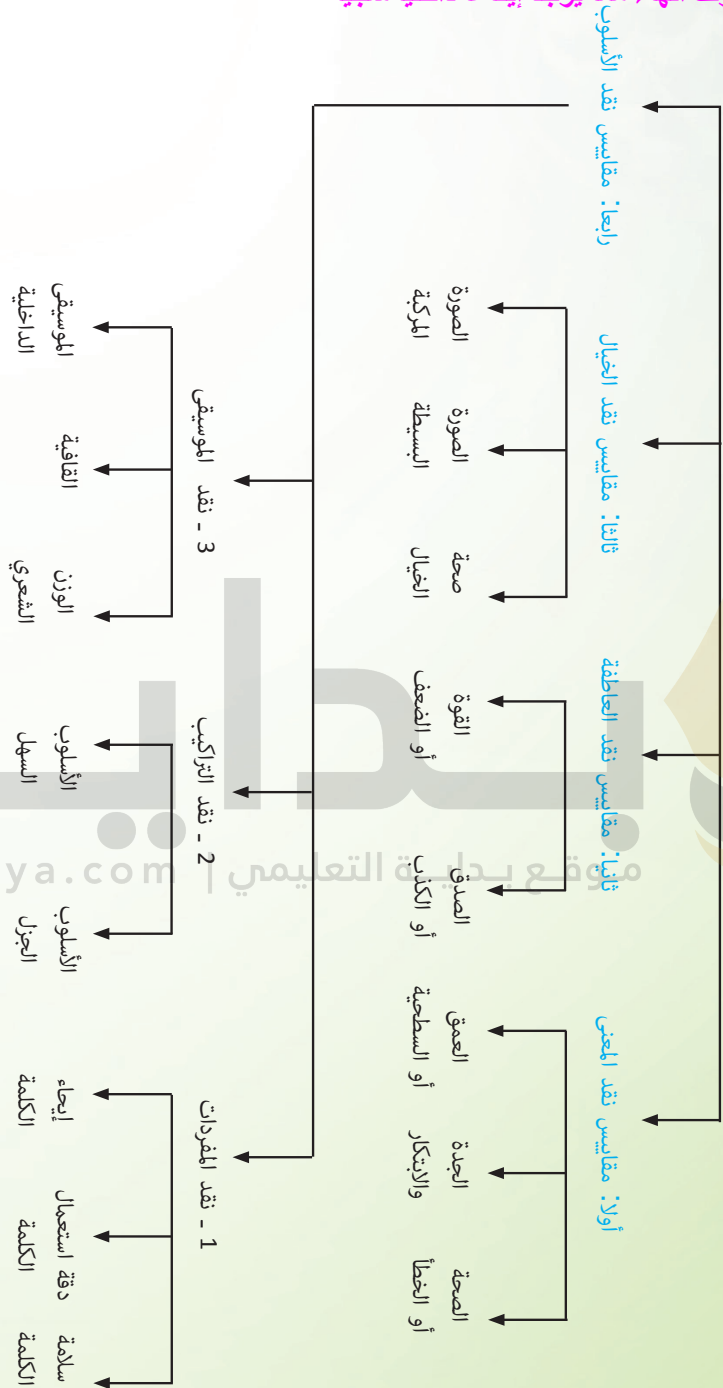 أولا: مقاييس نقد المعنى
ثانيا: مقاييس نقد العاطفة
ثالثا: مقاييس نقد الخيال
رابعا: مقاييس نقد الأسلوب
الصحة
أو الخطأ
الجدة
والابتكار
العمق
أو السطحية
الصدق
أو الكذب
القوة
أو الضعف
صحة
الخيال
الصورة
البسيطة
الصورة
المركبة
1 ـ نقد المفردات
2 ـ نقد التراكيب
3 ـ نقد الموسيقى
سلامة
الكلمة
دقة استعمال
الكلمة
إيحاء
الكلمة
الأسلوب
الجزل
الأسلوب
السهل
الوزن
الشعري
القافية
الموسيقى
الداخلية
بداي
موقع بداية التعليمي | ya.com